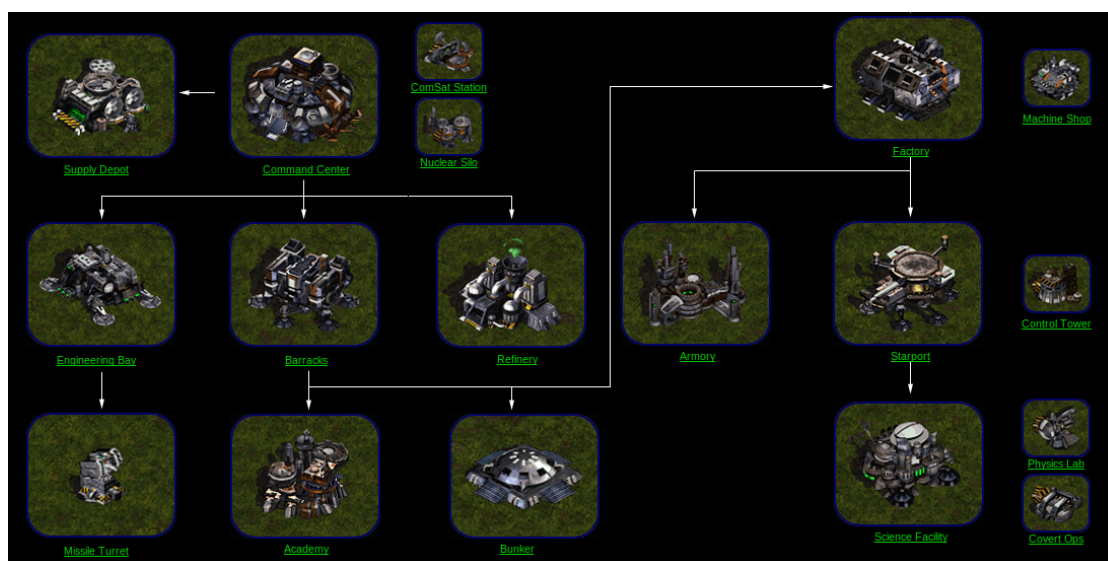 ComSat Station
Machine Shop
Factory
Nuclear Silo
Supply Depot
Command Center
Control Tower
Engineering Bay
Barracks
Refinery
Armory
Starport
Physics Lab
Science Facility
Covert Ops
Missile Turret
Academy
Bunker